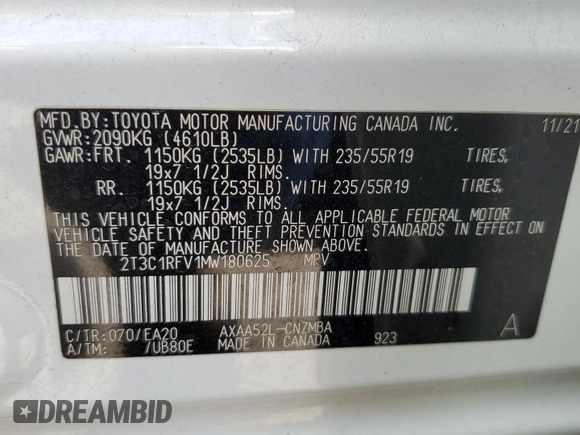 MFD.BY:TOYOTA MOTOR MANUFACTURING CANADA INC. 11/21
GVWR:2090KG (4610LB)
GAWR:FRT. 1150KG (2535LB) WITH 235/55R19 TIRES,
19x7 1/2J RIMS.
RR. 1150KG (2535LB) WITH 235/55R19 TIRES,
19x7 1/2J RIMS.
THIS VEHICLE CONFORMS TO ALL APPLICABLE FEDERAL MOTOR
VEHICLE SAFETY THEFT PREVENTION STANDARDS IN EFFECT ON
THE DATE OF MANUFACTURE SHOWN ABOVE.
2T3C1RFV1MW180625 MPV
C/TR:070/EA20 AXAA52L-CNZMBA A
A/TM: /UB80E MADE IN CANADA 923
DREAMBID